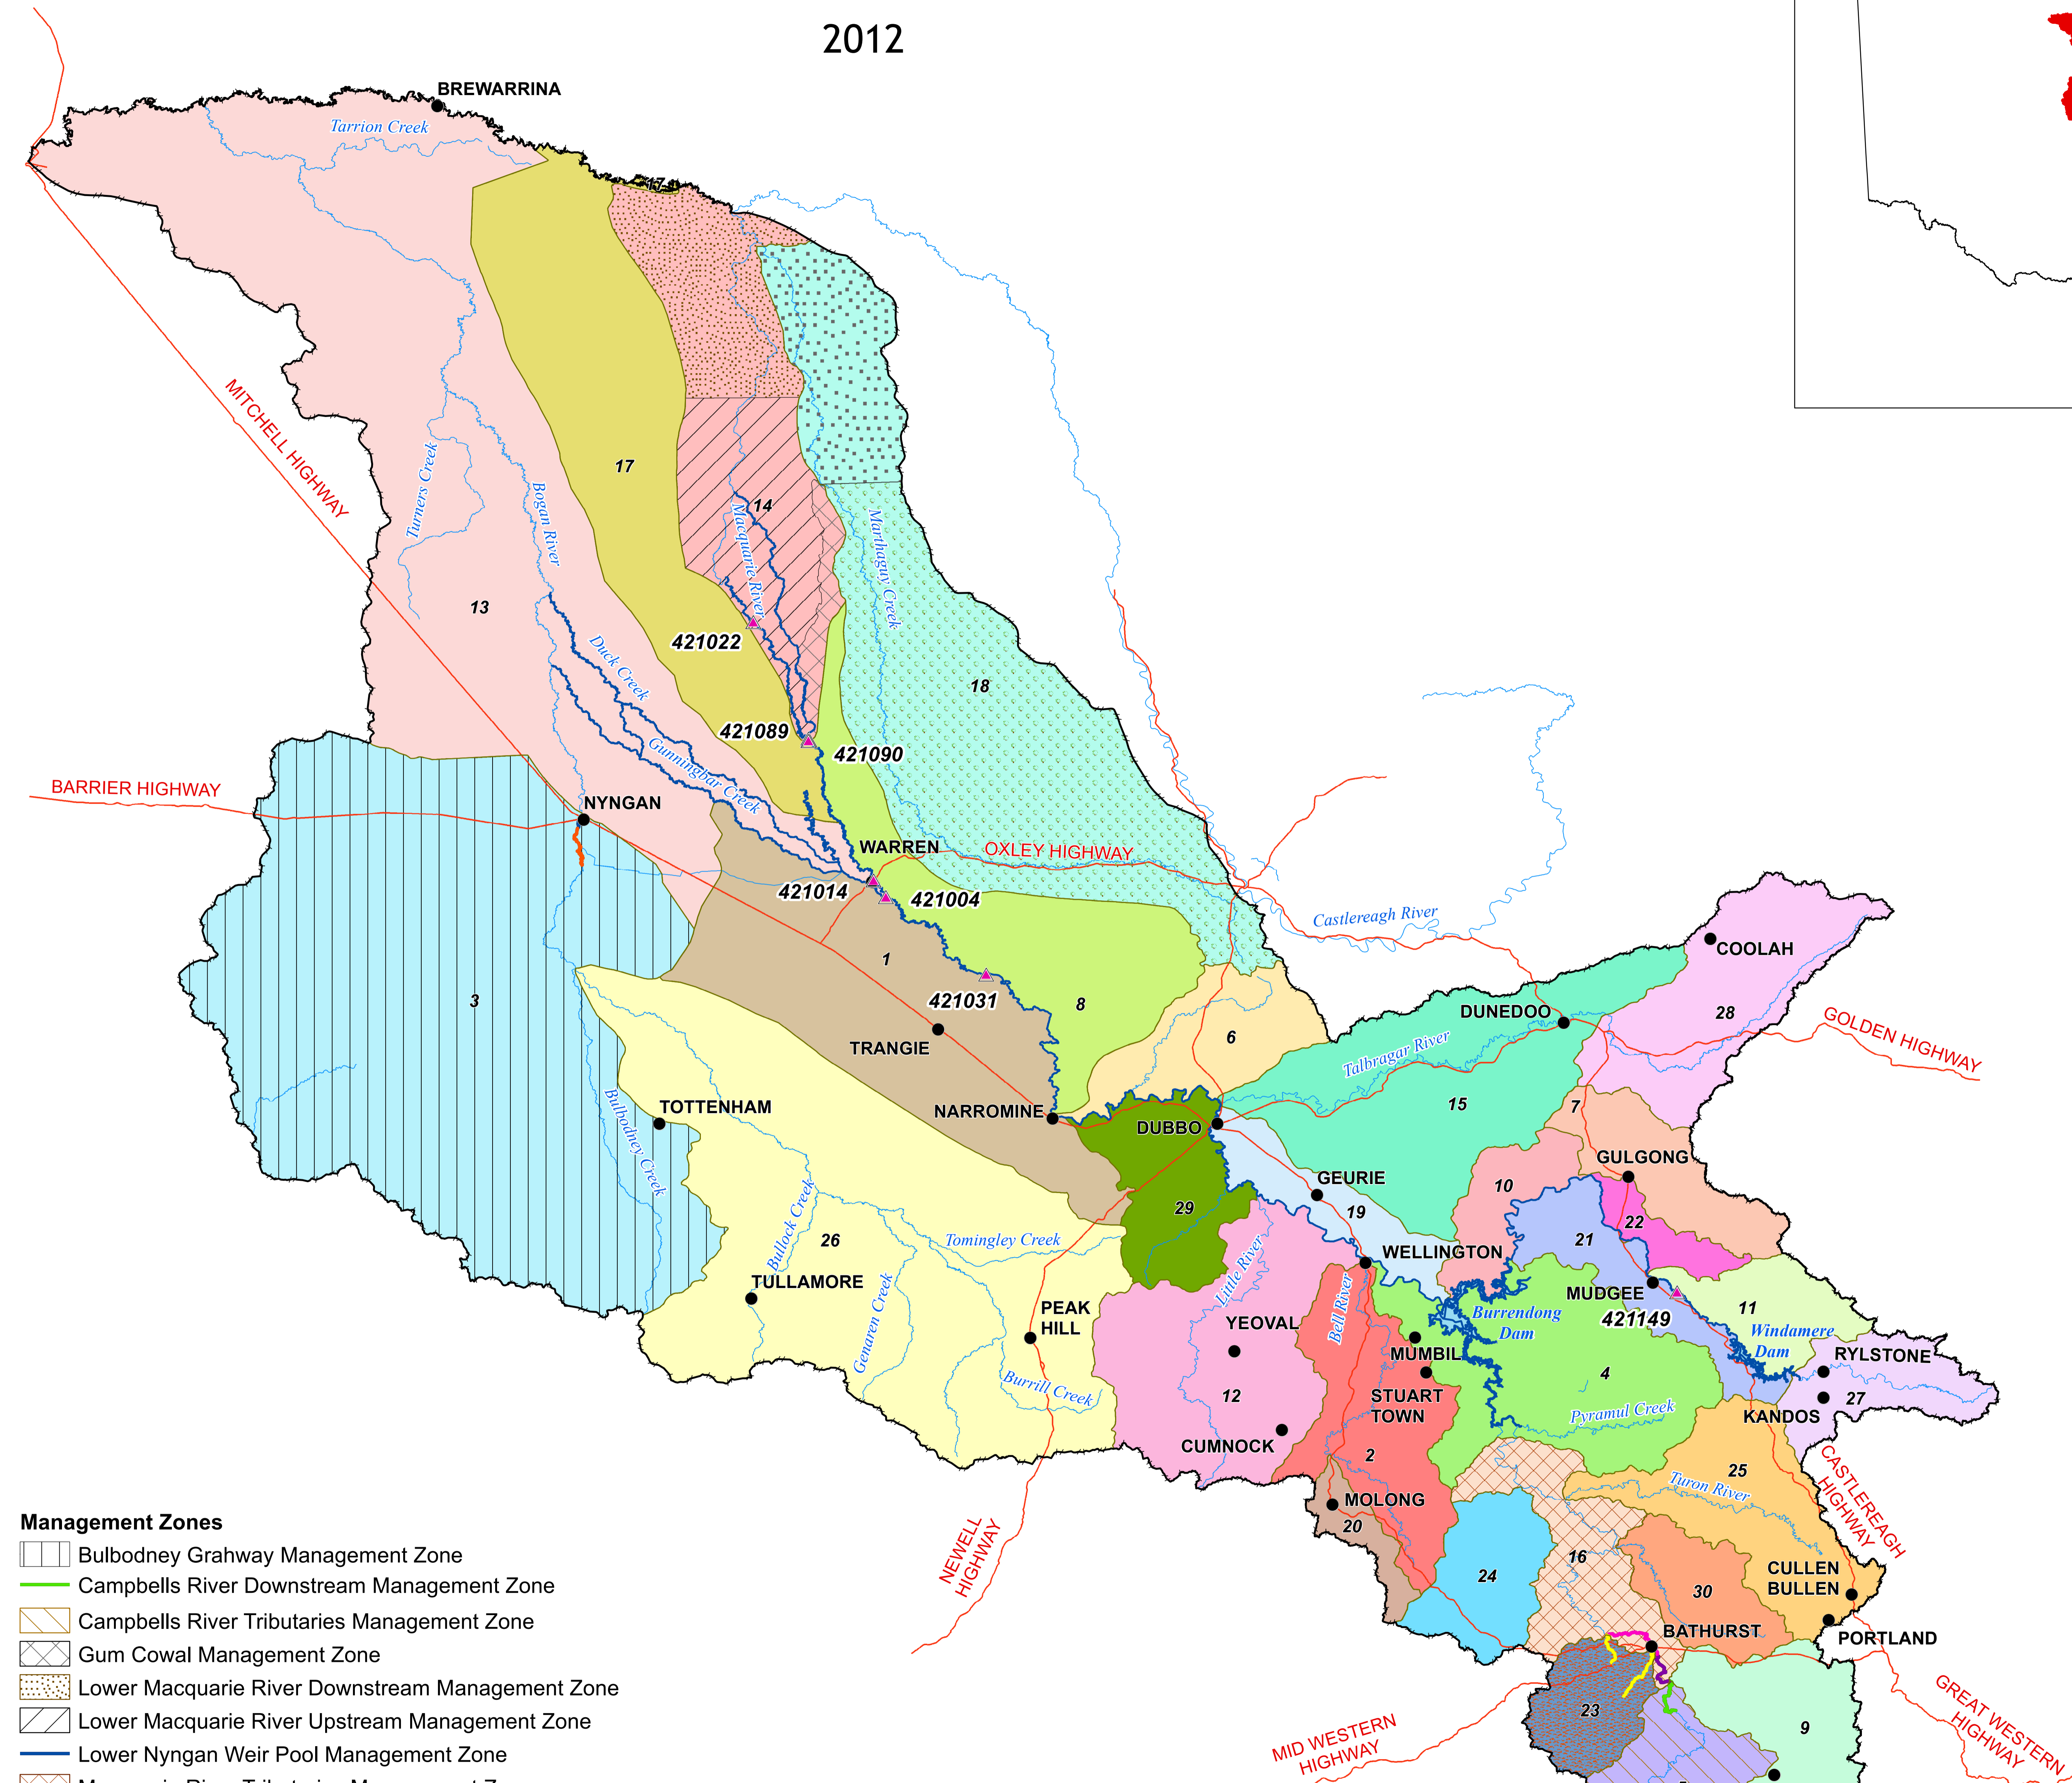 2012
BREWARRINA
Tarrion Creek
17
MITCHELL HIGHWAY
17
Turners Creek
Bogan River
14
Macquarie River
Marthaguy Creek
13
421022
Duck Creek
18
421089
421090
Gunningbar Creek
BARRIER HIGHWAY
NYNGAN
WARREN
OXLEY HIGHWAY
421014
421004
Castlereagh River
COOLAH
1
3
421031
8
DUNEDOO
28
GOLDEN HIGHWAY
6
TRANGIE
Talbragar River
TOTTENHAM
NARROMINE
DUBBO
15
7
Bulbodney Creek
GULGONG
GEURIE
10
Bullock Creek
29
19
22
26
Tomingley Creek
21
WELLINGTON
Little River
TULLAMORE
MUDGEE
Genaren Creek
PEAK
HILL
Bell River
YEOVAL
Burrendong
Dam
421149
11
Windamere
Dam
MUMBIL
RYLSTONE
4
Burrill Creek
12
STUART
TOWN
27
Pyramul Creek
KANDOS
CUMNOCK
2
CASTLEREAGH
HIGHWAY
25
Turon River
MOLONG
20
NEWELL
HIGHWAY
16
24
30
CULLEN
BULLEN
BATHURST
PORTLAND
23
9
MID WESTERN
HIGHWAY
GREAT WESTERN
HIGHWAY
Management Zones
Bulbodney Grahway Management Zone
Campbells River Downstream Management Zone
Campbells River Tributaries Management Zone
Gum Cowal Management Zone
Lower Macquarie River Downstream Management Zone
Lower Macquarie River Upstream Management Zone
Lower Nyngan Weir Pool Management Zone